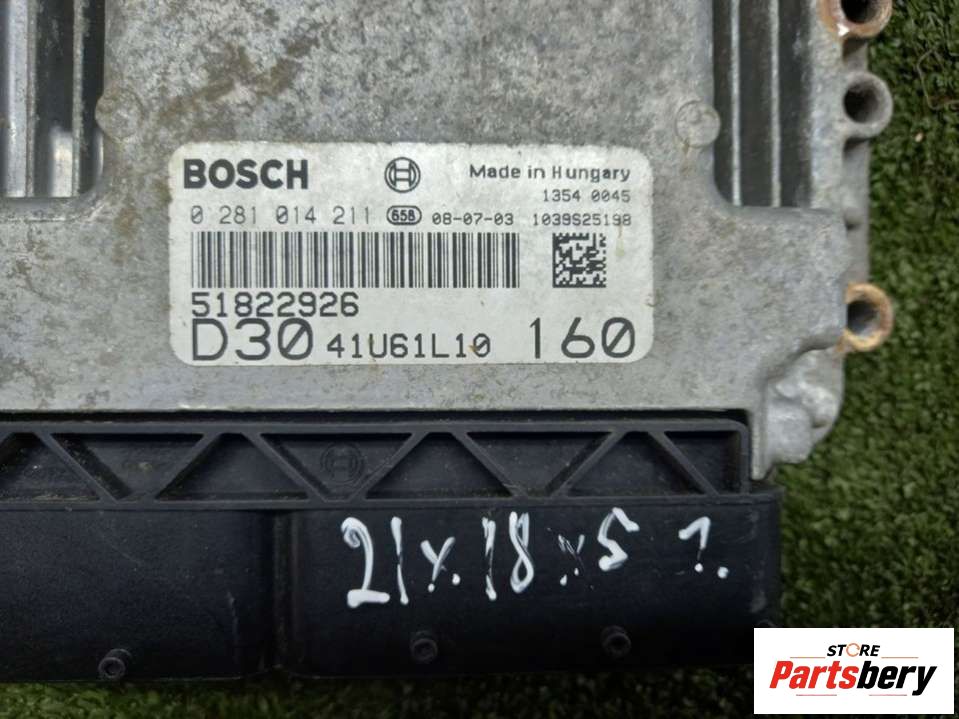 BOSCH Made in Hungary
1354 0045
0 281 014 211 658 08-07-03 1039S25198
51822926
D30 41U61L10 160
21x.18x5 1.
STORE
Partsbery